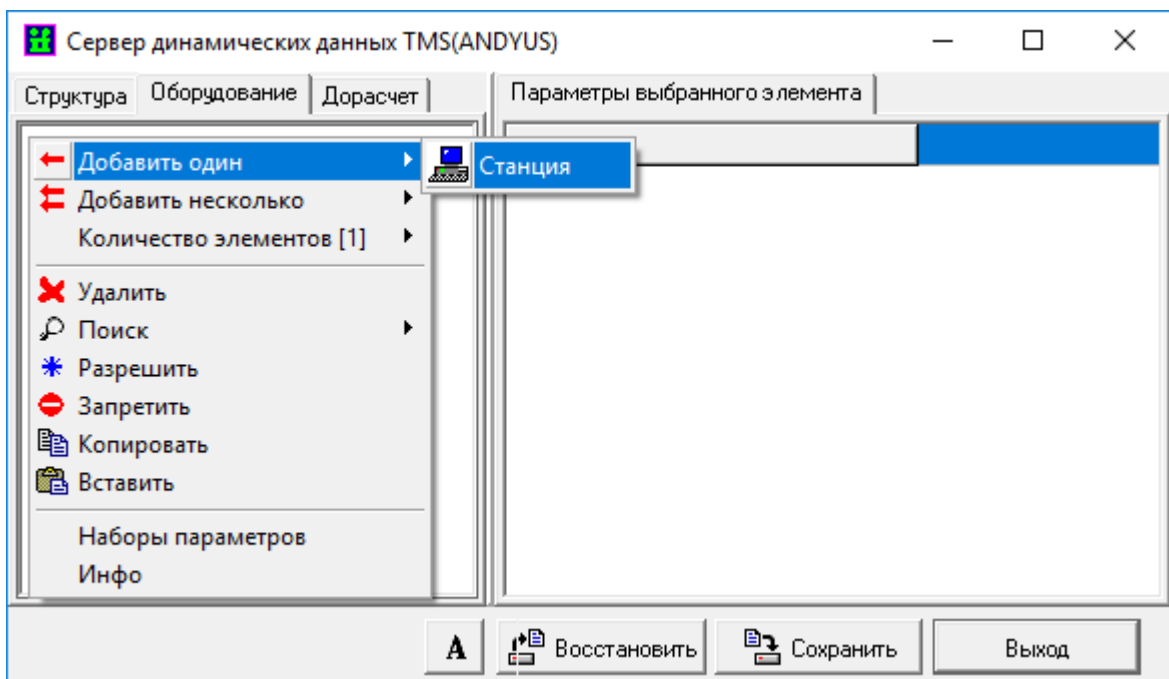 Сервер динамических данных TMS(ANDYUS)
Структура Оборудование Дорасчет Параметры выбранного элемента
Добавить один Станция
Добавить несколько
Количество элементов [1]
Удалить
Поиск
Разрешить
Запретить
Копировать
Вставить
Наборы параметров
Инфо
A Восстановить Сохранить Выход